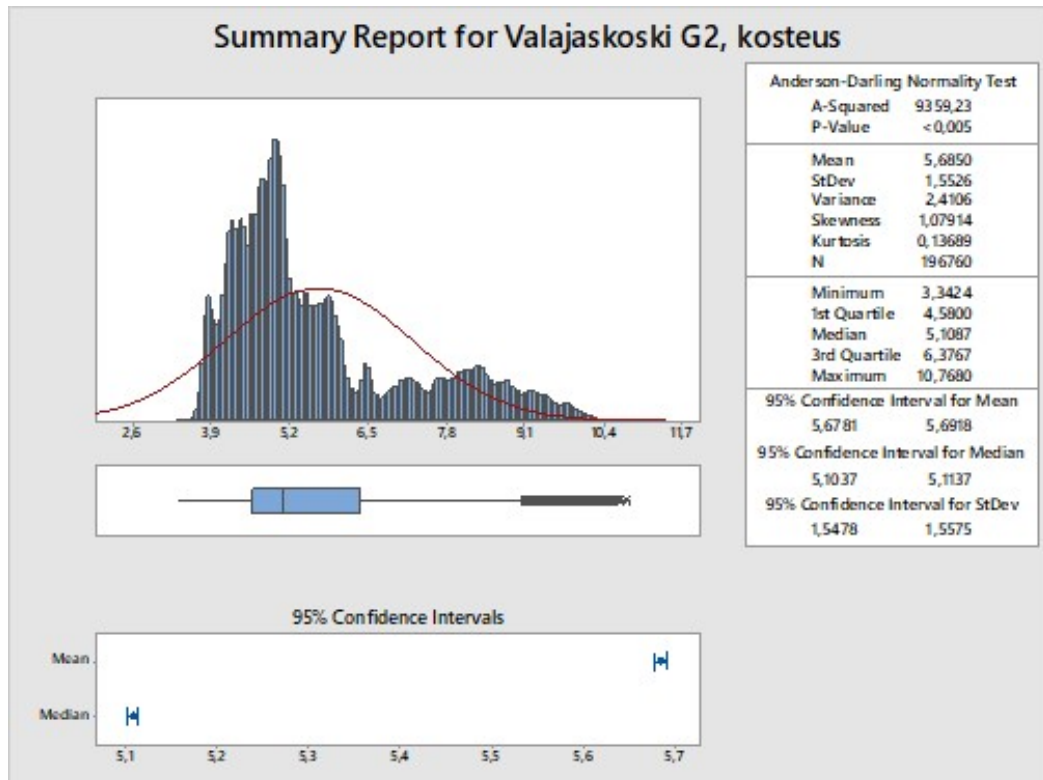 Summary Report for Valajaskoski G2, kosteus
Anderson-Darling Normality Test
A-Squared 9359,23
P-Value <0,005
Mean 5,6850
StDev 1,5526
Variance 2,4106
Skewness 1,07914
Kurtosis 0,13689
N 196760
Minimum 3,3424
1st Quartile 4,5800
Median 5,1087
3rd Quartile 6,3767
Maximum 10,7680
95% Confidence Interval for Mean
5,6781 5,6918
95% Confidence Interval for Median
5,1037 5,1137
95% Confidence Interval for StDev
1,5478 1,5575
2,6 3,9 5,2 6,5 7,8 9,1 10,4 11,7
95% Confidence Intervals
Mean
Median
5,1 5,2 5,3 5,4 5,5 5,6 5,7